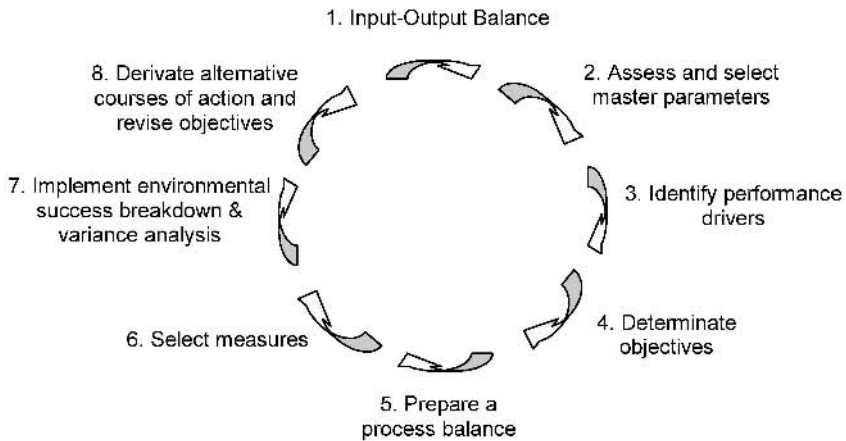 1. Input-Output Balance
2. Assess and select
master parameters
3. Identify performance
drivers
4. Determinate
objectives
5. Prepare a
process balance
6. Select measures
7. Implement environmental
success breakdown &
variance analysis
8. Derivate alternative
courses of action and
revise objectives